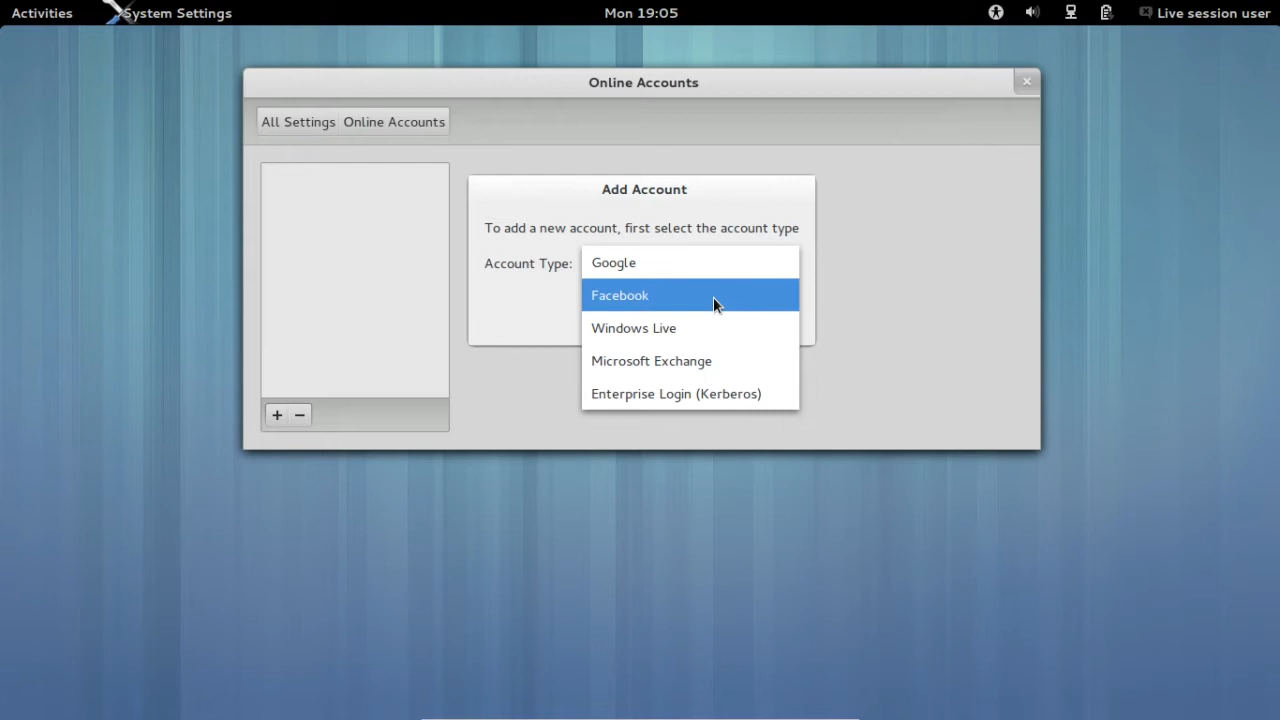 Activities System Settings Mon 19:05 Live session user
Online Accounts
All Settings Online Accounts
Add Account
To add a new account, first select the account type
Account Type: Google
Facebook
Windows Live
Microsoft Exchange
Enterprise Login (Kerberos)
+ −